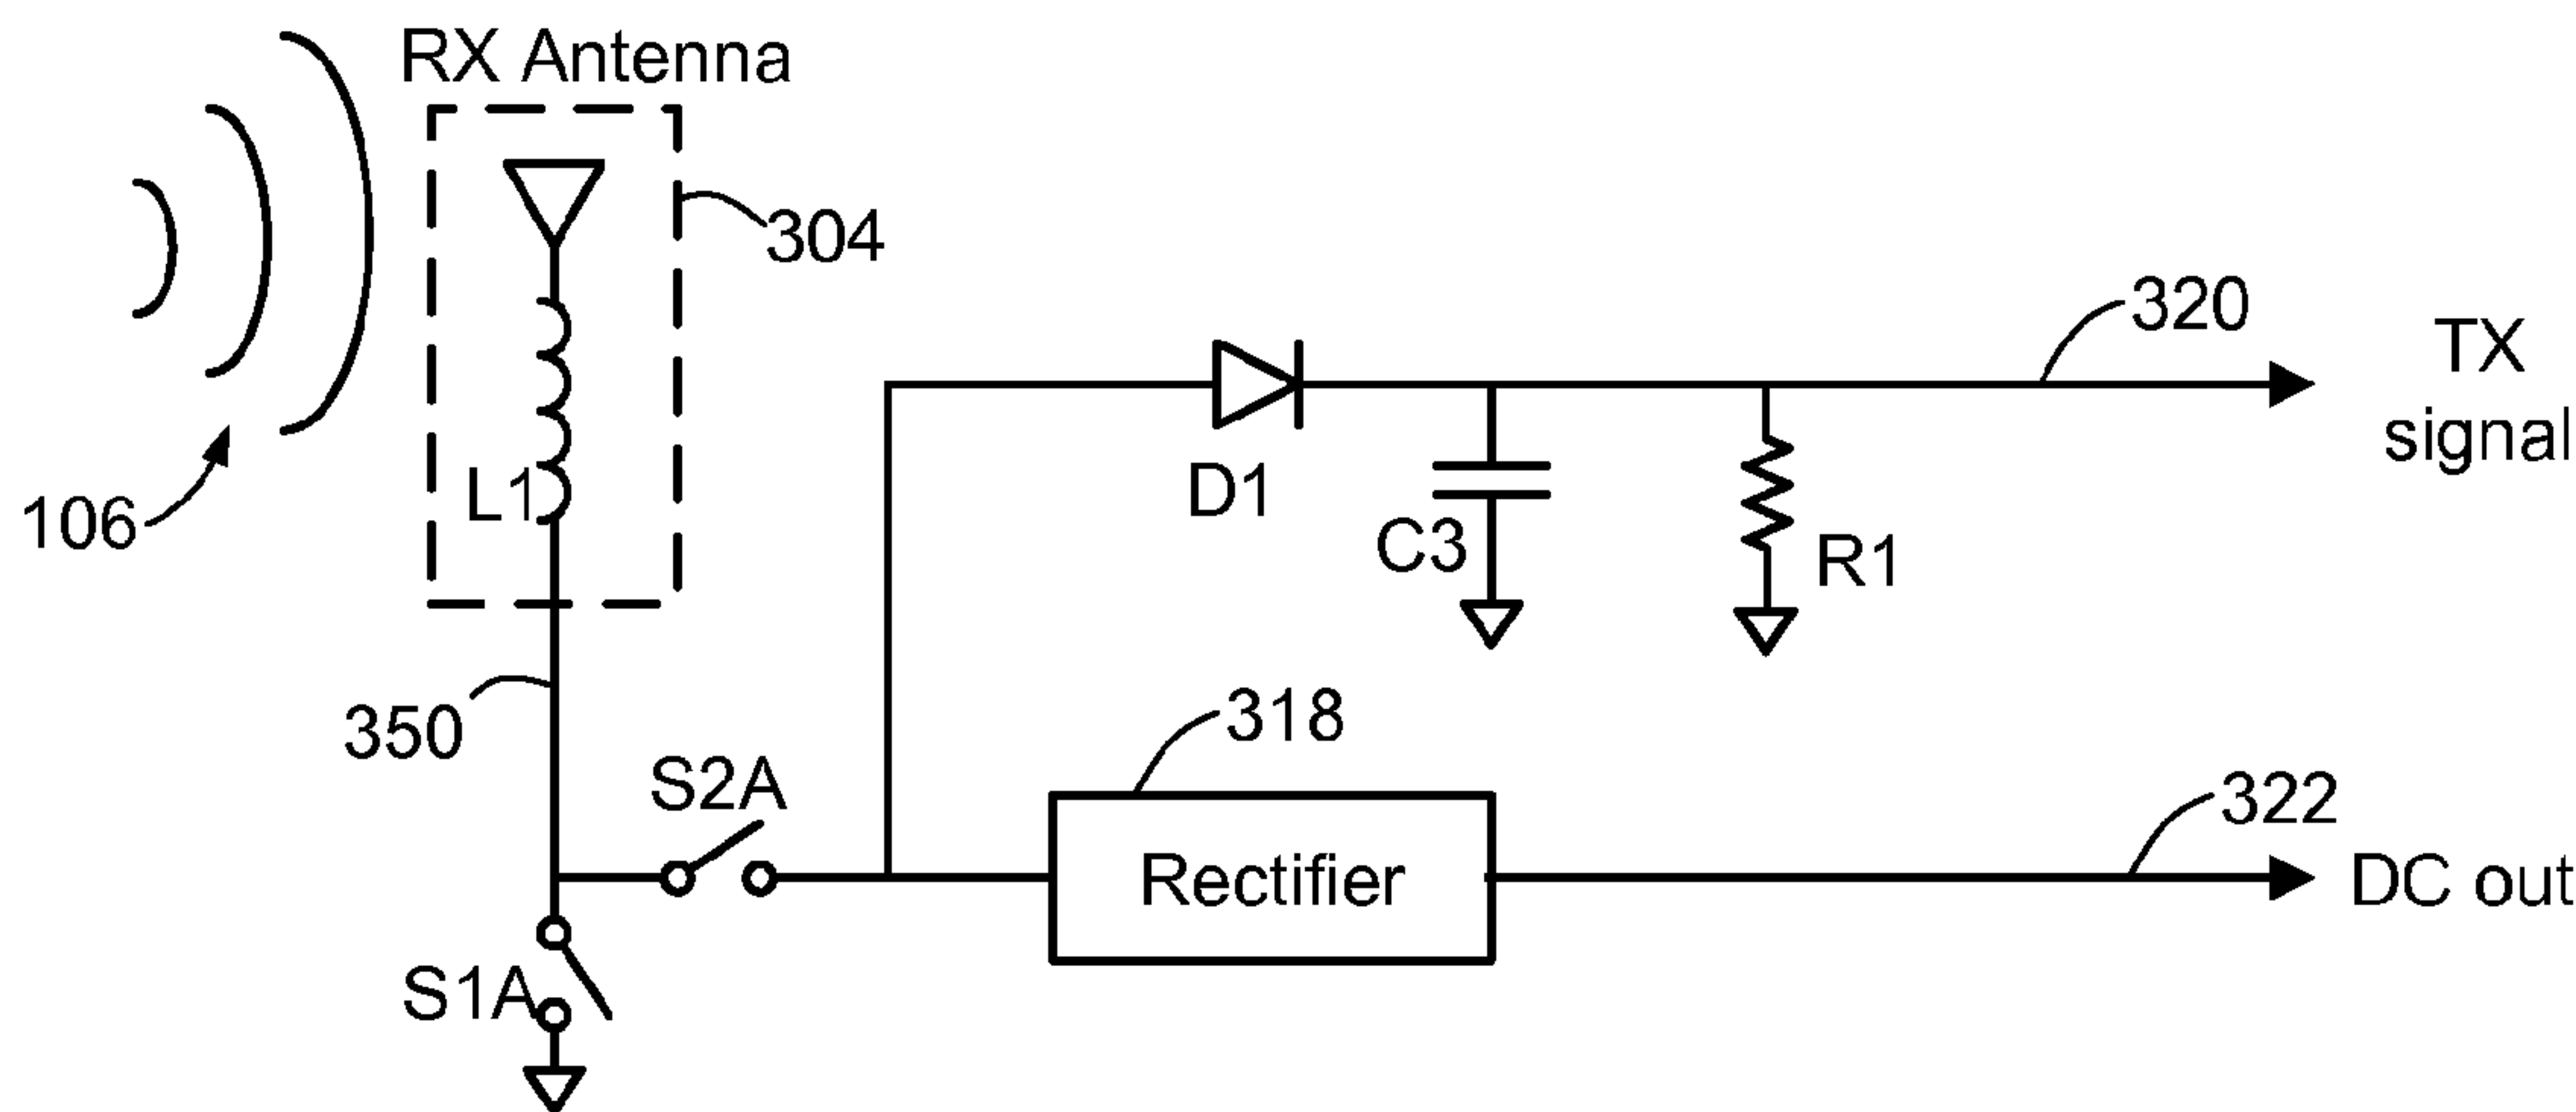 RX Antenna
304
106
L1
350
S2A
S1A
D1
C3
R1
320
TX
signal
318
Rectifier
322
DC out